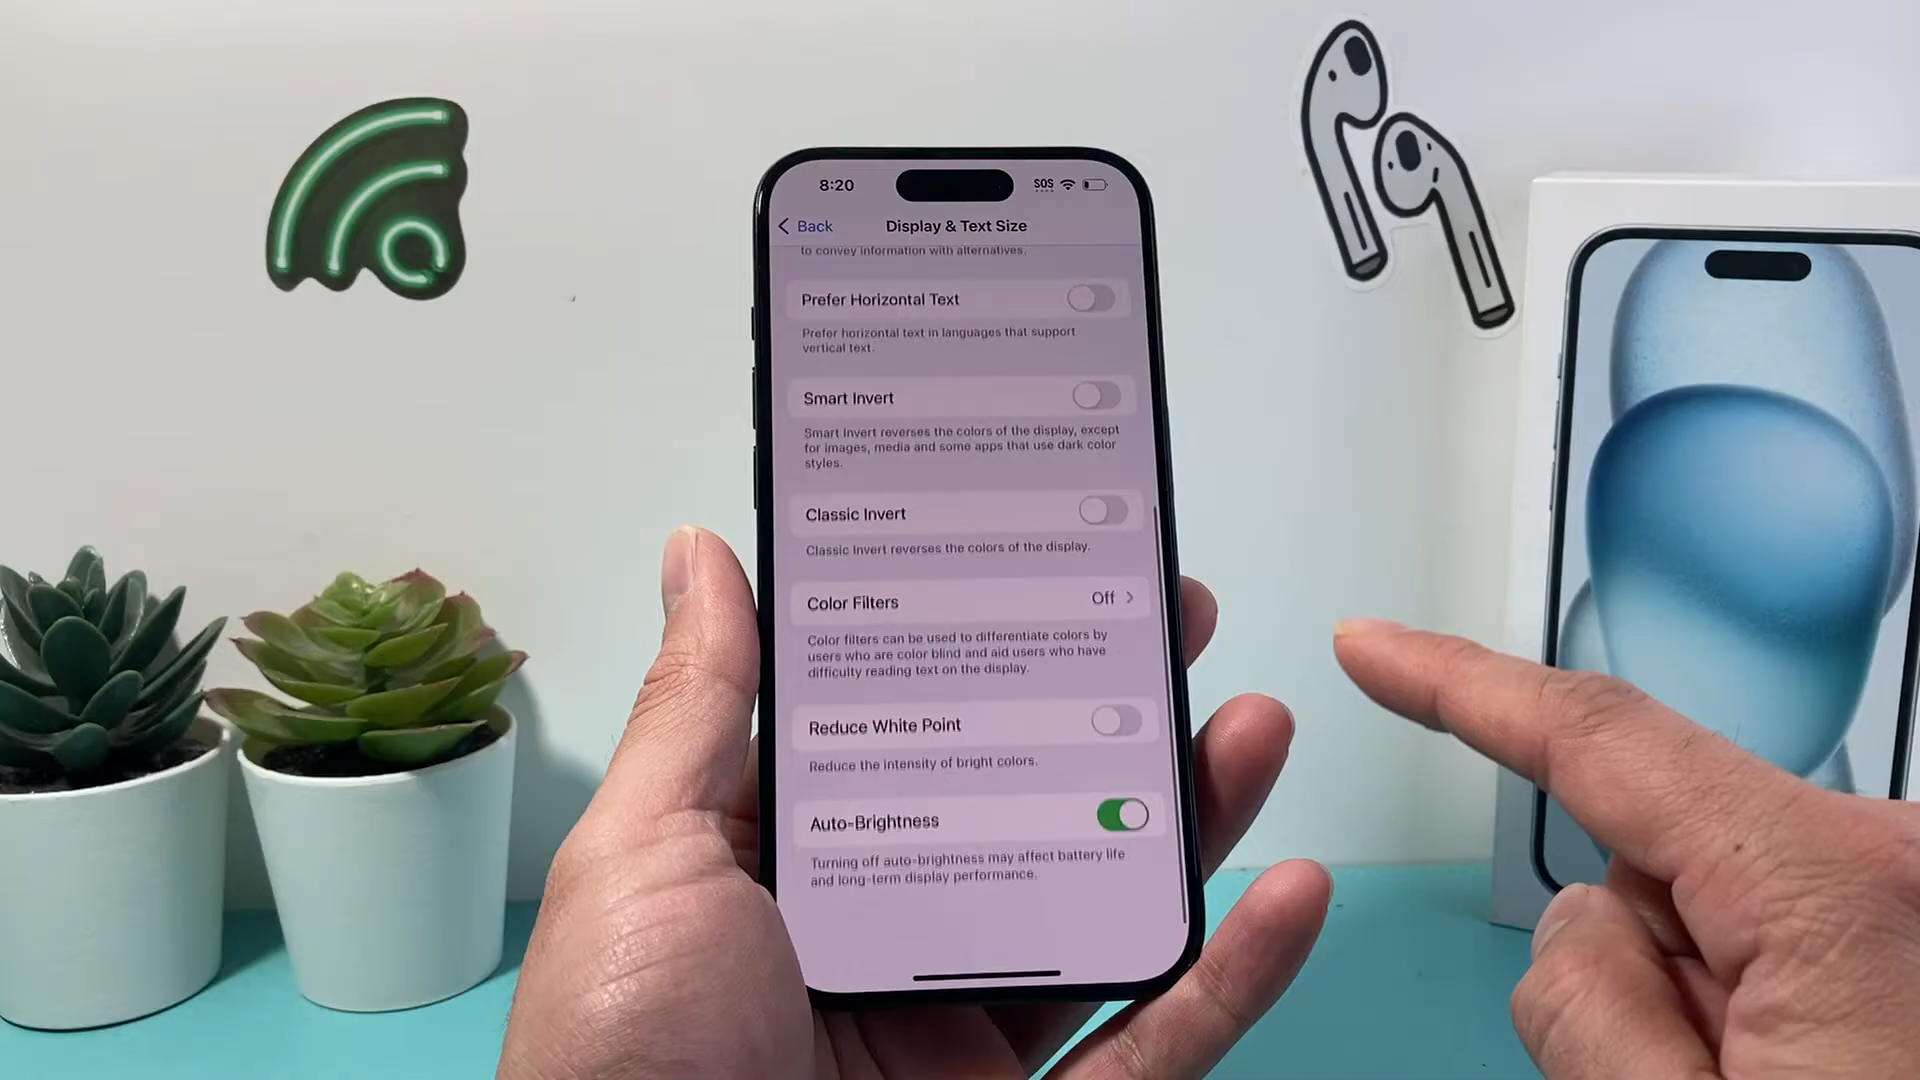 8:20 SOS
Back Display & Text Size
to convey information with alternatives.
Prefer Horizontal Text
Prefer horizontal text in languages that support
vertical text.
Smart Invert
Smart Invert reverses the colors of the display, except
for images, media and some apps that use dark color
styles.
Classic Invert
Classic Invert reverses the colors of the display.
Color Filters Off
Color filters can be used to differentiate colors by
users who are color blind and aid users who have
difficulty reading text on the display.
Reduce White Point
Reduce the intensity of bright colors.
Auto-Brightness
Turning off auto-brightness may affect battery life
and long-term display performance.